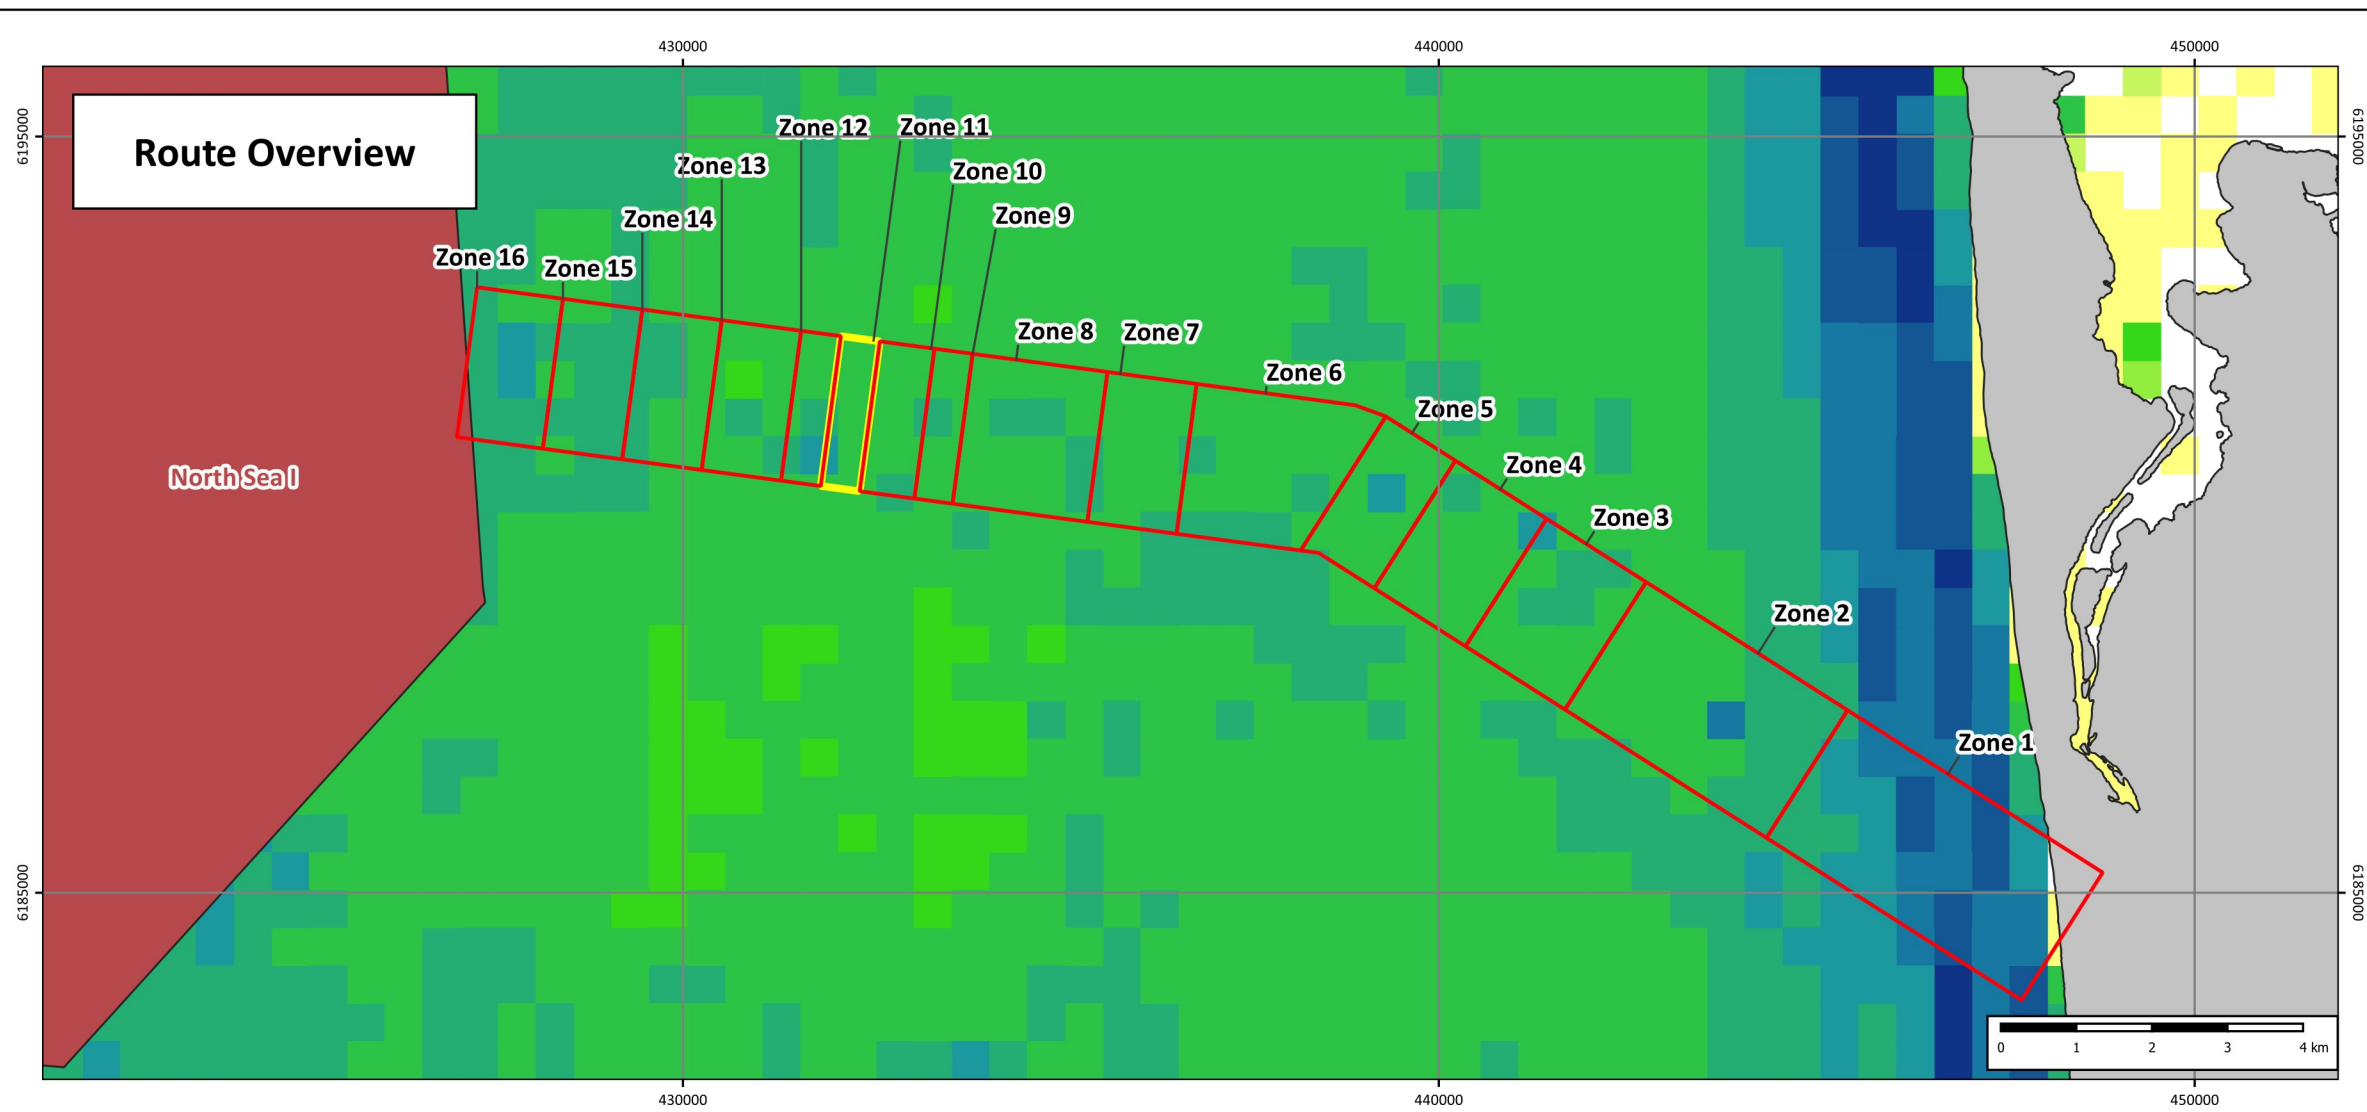 430000
440000
450000
6195000
6195000
Route Overview
Zone 12
Zone 11
Zone 13
Zone 10
Zone 14
Zone 9
Zone 16
Zone 15
Zone 8
Zone 7
Zone 6
Zone 5
Zone 4
North Sea I
Zone 3
Zone 2
Zone 1
6185000
6185000
0 1 2 3 4 km
430000
440000
450000